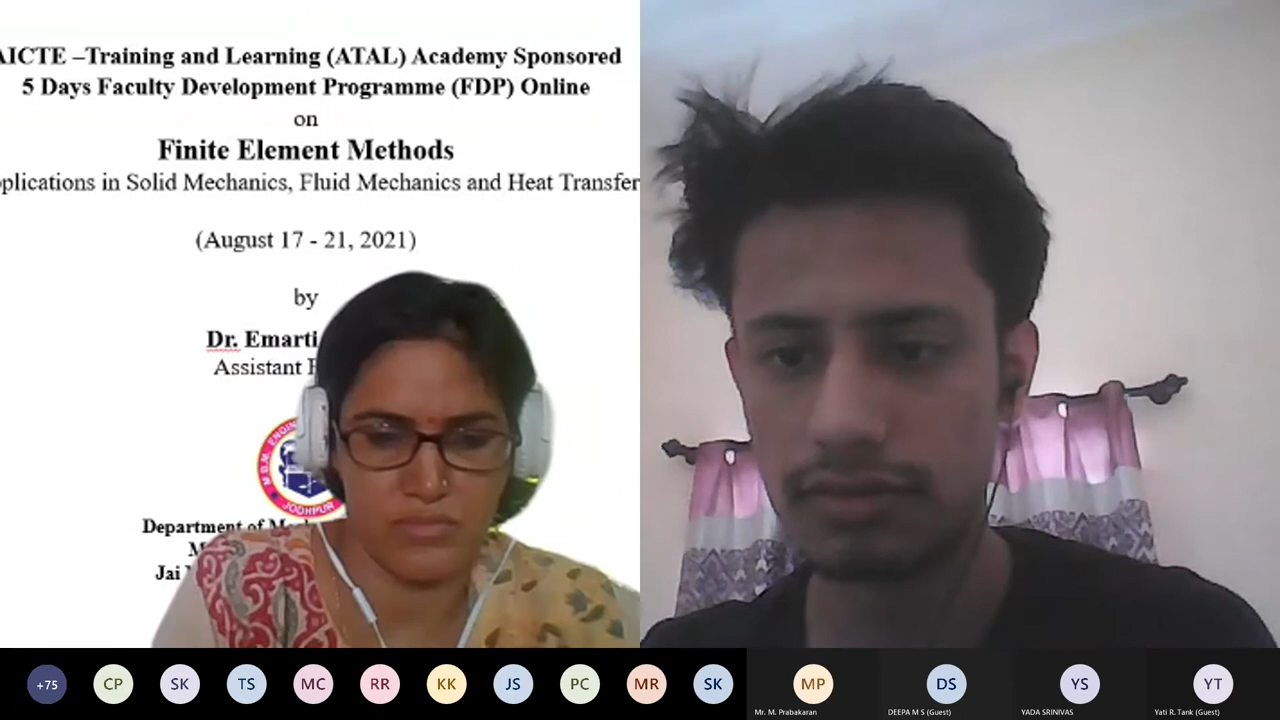 AICTE –Training and Learning (ATAL) Academy Sponsored
5 Days Faculty Development Programme (FDP) Online
on
Finite Element Methods
plications in Solid Mechanics, Fluid Mechanics and Heat Transfer
(August 17 - 21, 2021)
by
Dr. Emarti
Assistant
JODHPUR
Department of
Jai
+75
CP
SK
TS
MC
RR
KK
JS
PC
MR
SK
MP
DS
YS
YT
Mr. M. Prabakaran
DEEPA M S (Guest)
YADA SRINIVAS
Yati R. Tank (Guest)